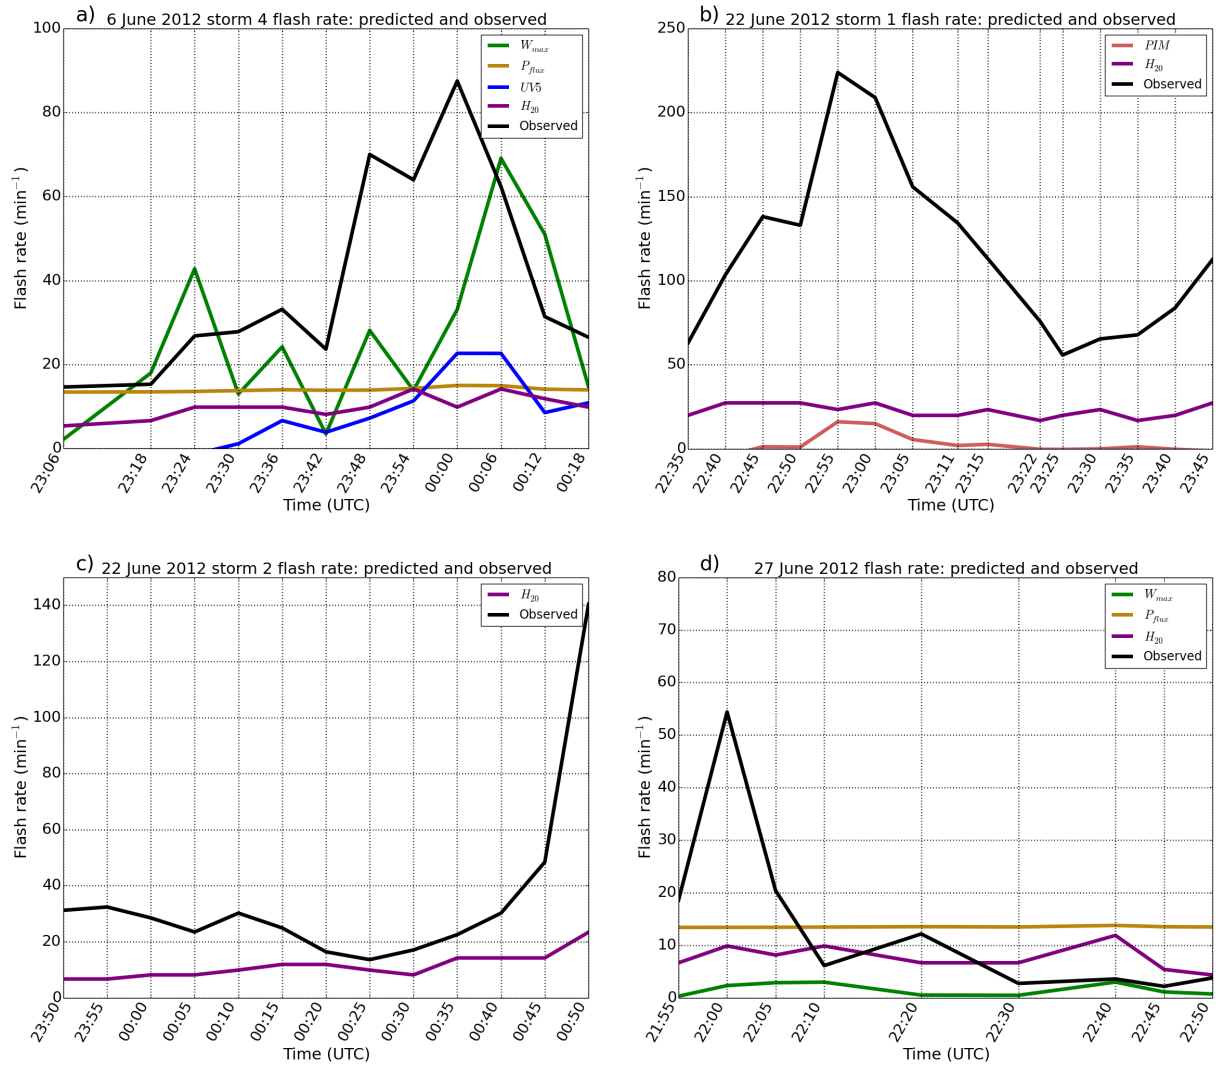 a) 6 June 2012 storm 4 flash rate: predicted and observed
Flash rate (min⁻¹)
100
80
60
40
20
0
W_max
P_flux
UV5
H_20
Observed
23:06 23:18 23:24 23:30 23:36 23:42 23:48 23:54 00:00 00:06 00:12 00:18
Time (UTC)
b) 22 June 2012 storm 1 flash rate: predicted and observed
Flash rate (min⁻¹)
250
200
150
100
50
0
PIM
H_20
Observed
22:35 22:40 22:45 22:50 22:55 23:00 23:05 23:11 23:15 23:22 23:25 23:30 23:35 23:40 23:45
Time (UTC)
c) 22 June 2012 storm 2 flash rate: predicted and observed
Flash rate (min⁻¹)
140
120
100
80
60
40
20
0
H_20
Observed
23:50 23:55 00:00 00:05 00:10 00:15 00:20 00:25 00:30 00:35 00:40 00:45 00:50
Time (UTC)
d) 27 June 2012 flash rate: predicted and observed
Flash rate (min⁻¹)
80
70
60
50
40
30
20
10
0
W_max
P_flux
H_20
Observed
21:55 22:00 22:05 22:10 22:20 22:30 22:40 22:45 22:50
Time (UTC)